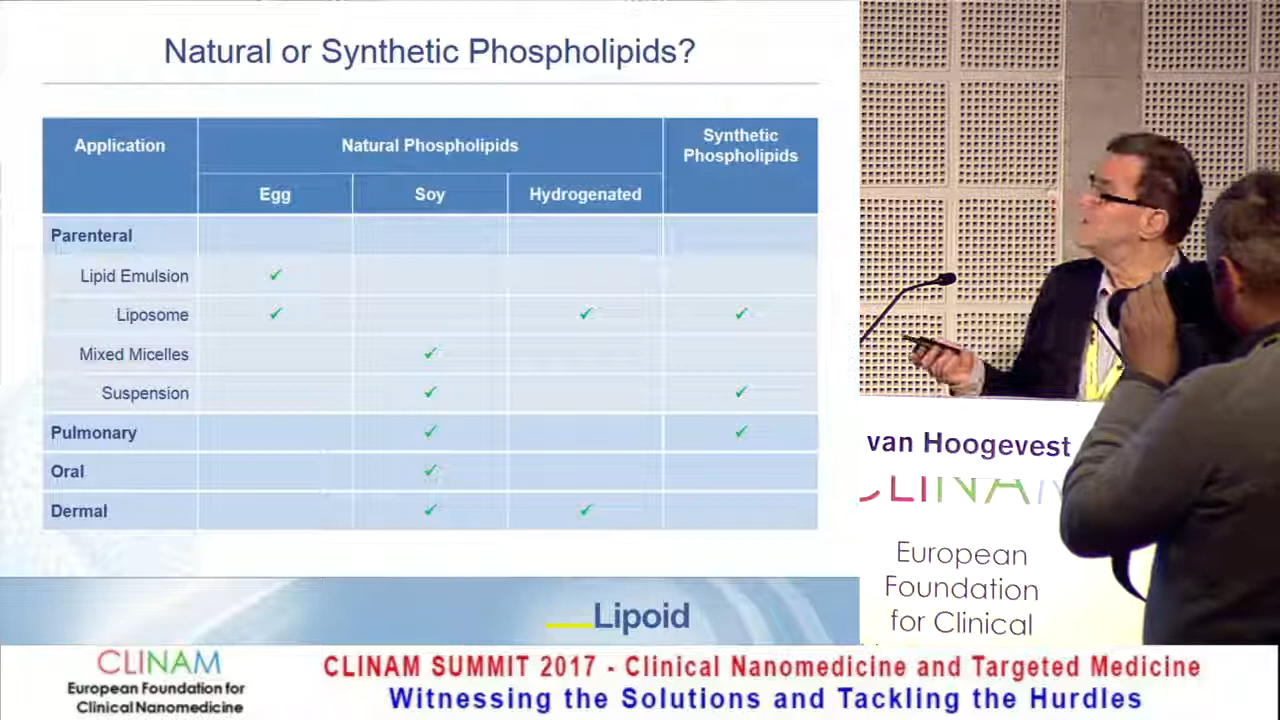 Natural or Synthetic Phospholipids?
Application
Natural Phospholipids
Synthetic
Phospholipids
Egg
Soy
Hydrogenated
Parenteral
Lipid Emulsion ✓
Liposome ✓ ✓ ✓
Mixed Micelles ✓
Suspension ✓ ✓
Pulmonary ✓ ✓
Oral ✓
Dermal ✓ ✓
Lipoid
van Hoogevest
CLINAM
European
Foundation
for Clinical
CLINAM
European Foundation for
Clinical Nanomedicine
CLINAM SUMMIT 2017 - Clinical Nanomedicine and Targeted Medicine
Witnessing the Solutions and Tackling the Hurdles